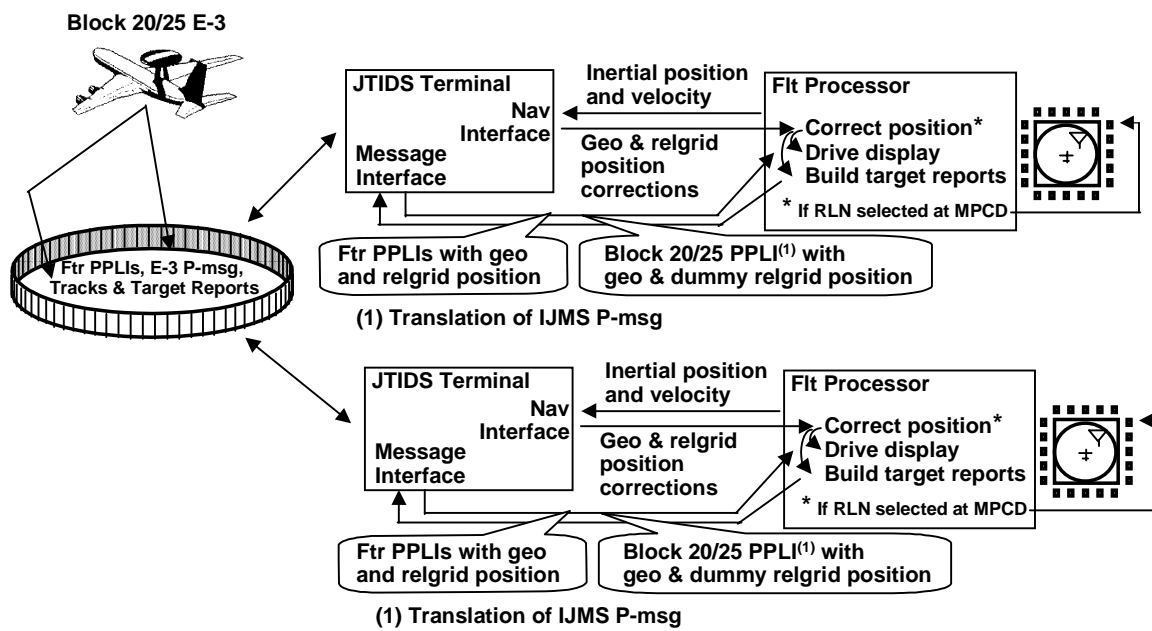 Block 20/25 E-3
Ftr PPLIs, E-3 P-msg,
Tracks & Target Reports
JTIDS Terminal
Nav
Interface
Message
Interface
Inertial position
and velocity
Geo & relgrid
position
corrections
Flt Processor
Correct position*
Drive display
Build target reports
* If RLN selected at MPCD
Ftr PPLIs with geo
and relgrid position
Block 20/25 PPLI(1) with
geo & dummy relgrid position
(1) Translation of IJMS P-msg
JTIDS Terminal
Nav
Interface
Message
Interface
Inertial position
and velocity
Geo & relgrid
position
corrections
Flt Processor
Correct position*
Drive display
Build target reports
* If RLN selected at MPCD
Ftr PPLIs with geo
and relgrid position
Block 20/25 PPLI(1) with
geo & dummy relgrid position
(1) Translation of IJMS P-msg